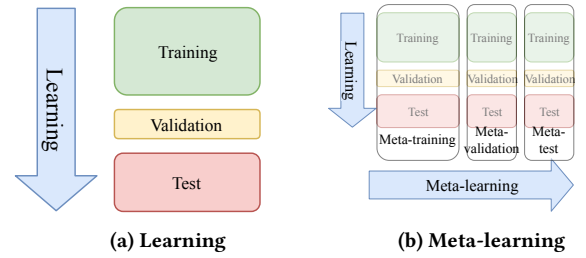 Learning
Training
Validation
Test
(a) Learning
Learning
Training Training Training
Validation Validation Validation
Test Test Test
Meta-training Meta-validation Meta-test
Meta-learning
(b) Meta-learning